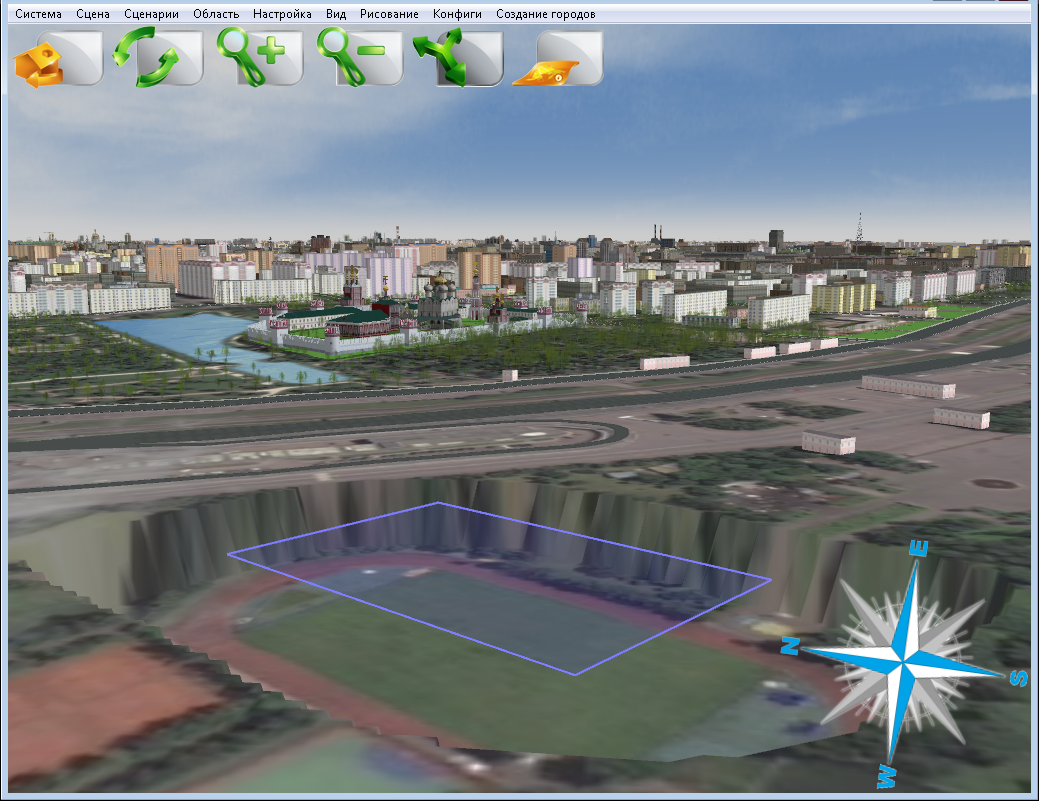 Система Сцена Сценарии Область Настройка Вид Рисование Конфиги Создание городов
E
N
S
W